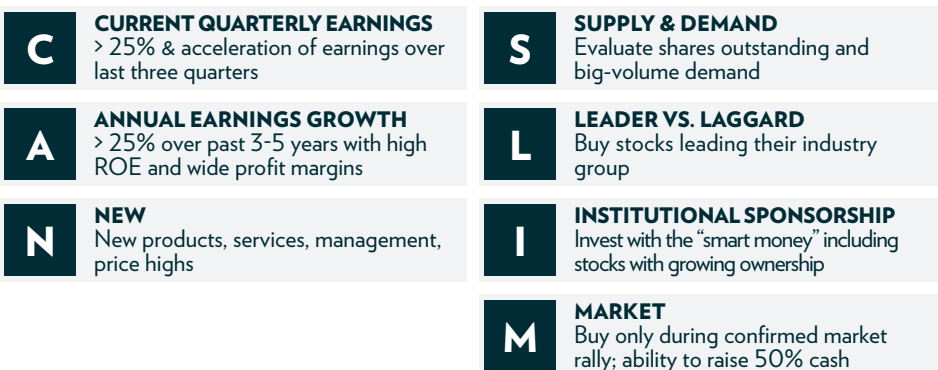 C
CURRENT QUARTERLY EARNINGS
> 25% & acceleration of earnings over
last three quarters
A
ANNUAL EARNINGS GROWTH
> 25% over past 3-5 years with high
ROE and wide profit margins
N
NEW
New products, services, management,
price highs
S
SUPPLY & DEMAND
Evaluate shares outstanding and
big-volume demand
L
LEADER VS. LAGGARD
Buy stocks leading their industry
group
I
INSTITUTIONAL SPONSORSHIP
Invest with the “smart money” including
stocks with growing ownership
M
MARKET
Buy only during confirmed market
rally; ability to raise 50% cash